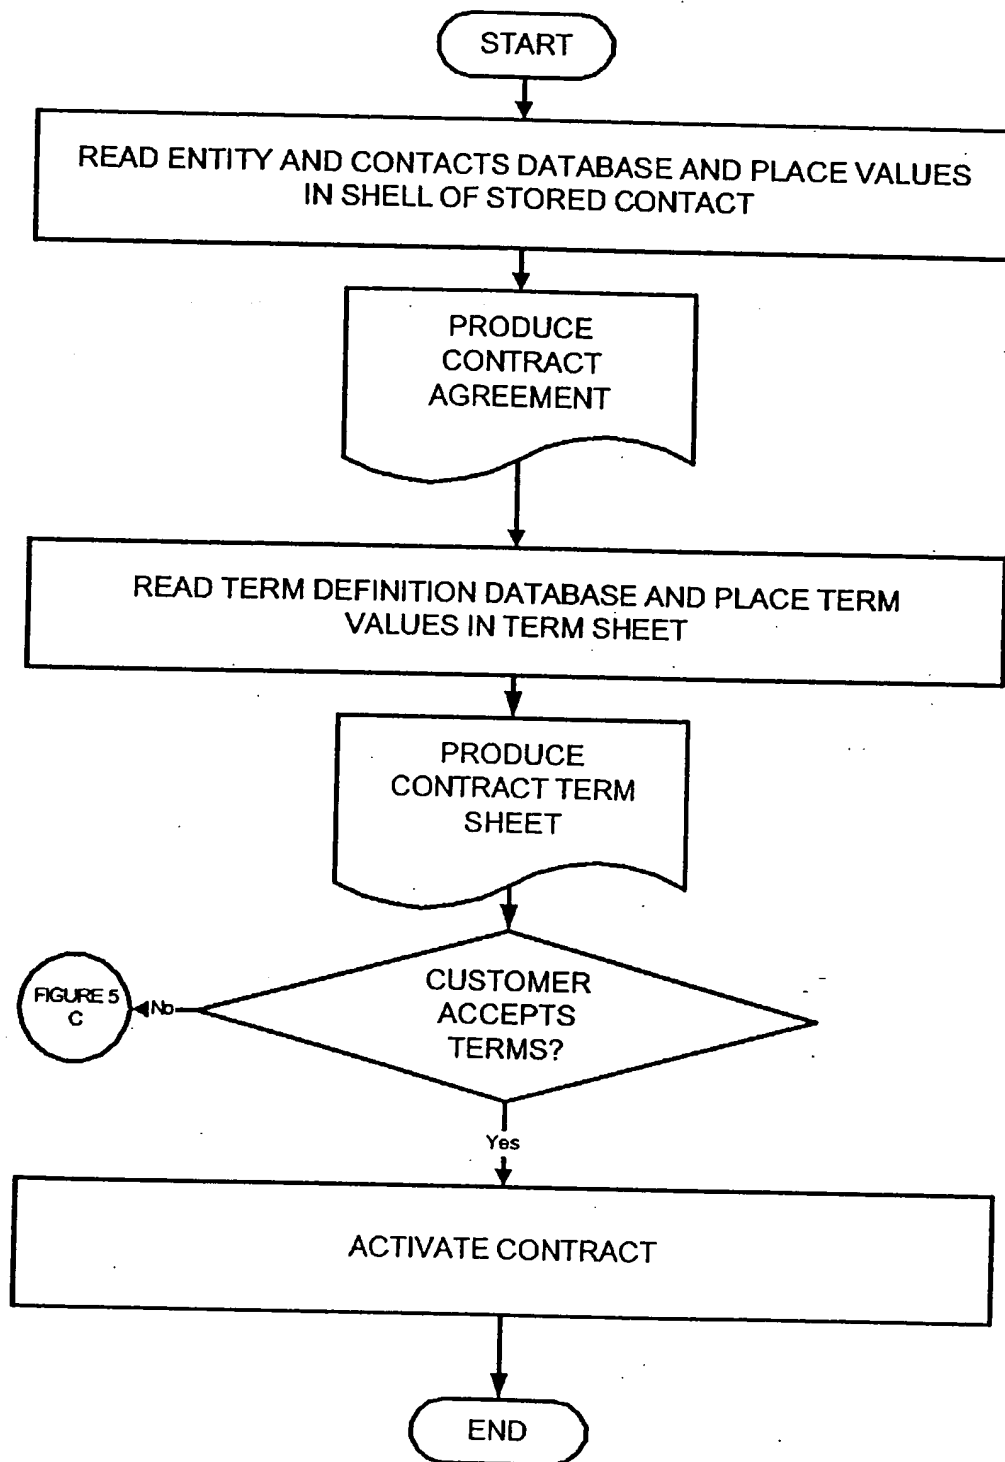 START
READ ENTITY AND CONTACTS DATABASE AND PLACE VALUES
IN SHELL OF STORED CONTACT
PRODUCE
CONTRACT
AGREEMENT
READ TERM DEFINITION DATABASE AND PLACE TERM
VALUES IN TERM SHEET
PRODUCE
CONTRACT TERM
SHEET
CUSTOMER
ACCEPTS
TERMS?
FIGURE 5
C
No
Yes
ACTIVATE CONTRACT
END